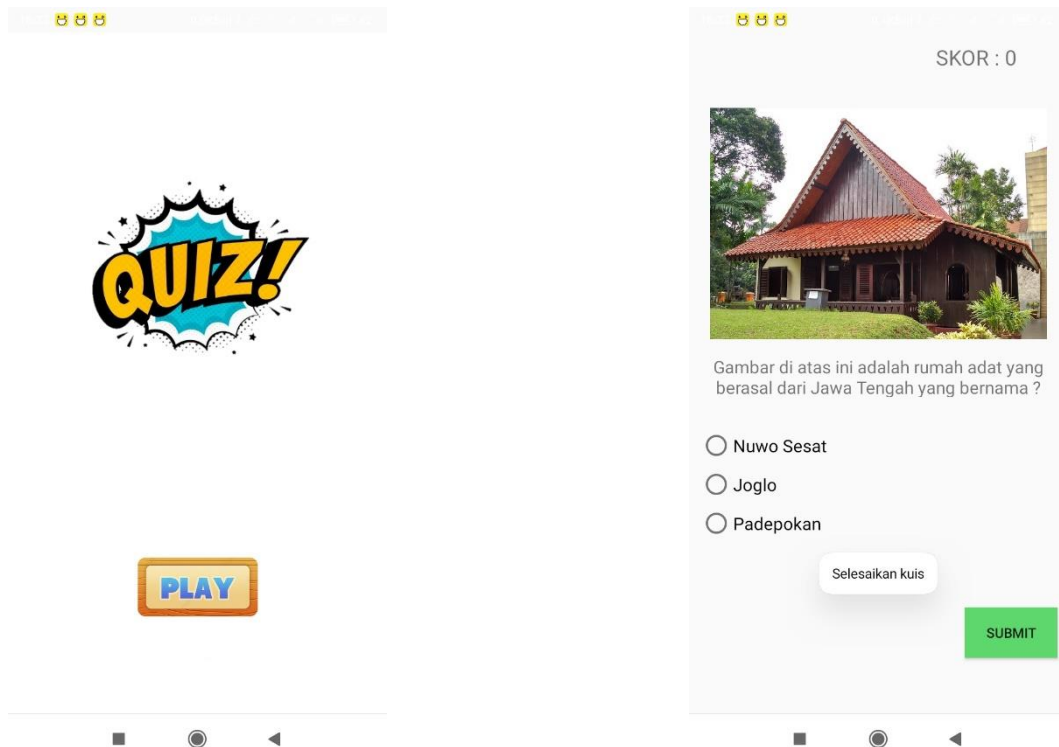 QUIZ!
PLAY
SKOR : 0
Gambar di atas ini adalah rumah adat yang
berasal dari Jawa Tengah yang bernama ?
Nuwo Sesat
Joglo
Padepokan
Selesaikan kuis
SUBMIT